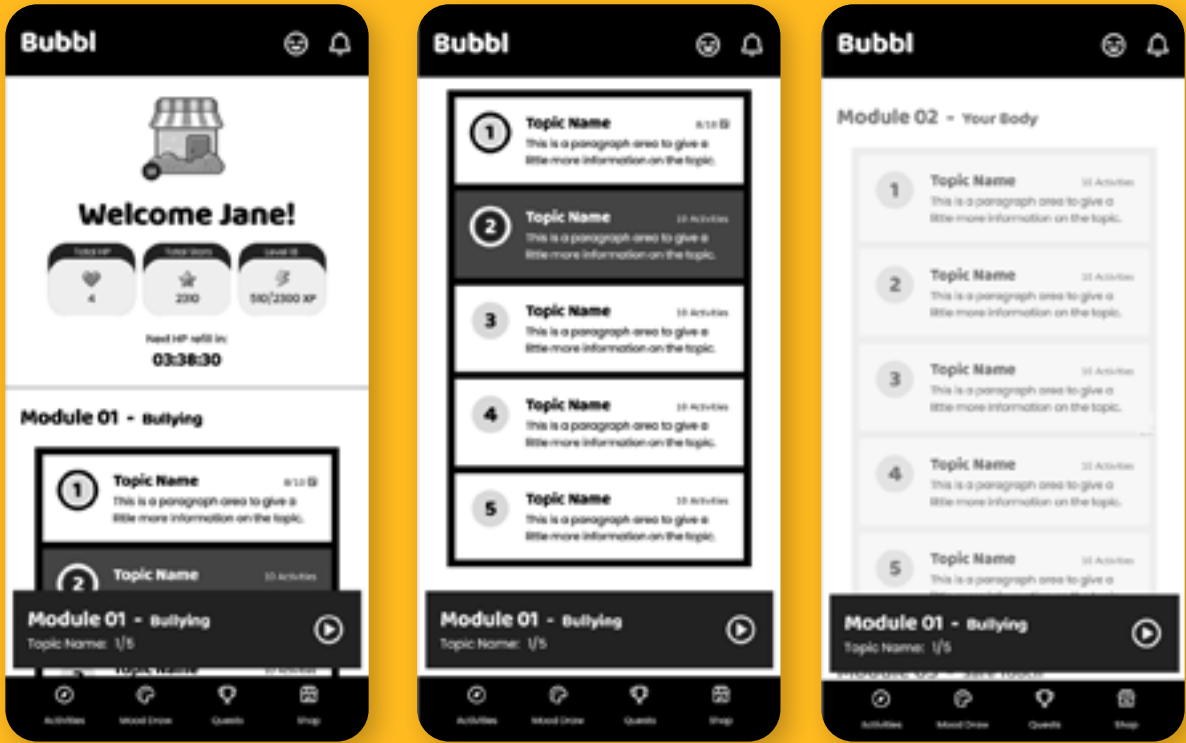 Bubbl
Welcome Jane!
Total HP
4
Total Stars
2310
Level 18
510/2300 XP
Next HP refill in:
03:38:30
Module 01 - Bullying
1
Topic Name
8/10
This is a paragraph area to give a
little more information on the topic.
2
Topic Name
10 Activities
Module 01 - Bullying
Topic Name: 1/5
Topic Name
Activities
Mood Draw
Quests
Shop
Bubbl
1
Topic Name
8/10
This is a paragraph area to give a
little more information on the topic.
2
Topic Name
10 Activities
This is a paragraph area to give a
little more information on the topic.
3
Topic Name
10 Activities
This is a paragraph area to give a
little more information on the topic.
4
Topic Name
10 Activities
This is a paragraph area to give a
little more information on the topic.
5
Topic Name
10 Activities
This is a paragraph area to give a
little more information on the topic.
Module 01 - Bullying
Topic Name: 1/5
Activities
Mood Draw
Quests
Shop
Bubbl
Module 02 - Your Body
1
Topic Name
10 Activities
This is a paragraph area to give a
little more information on the topic.
2
Topic Name
10 Activities
This is a paragraph area to give a
little more information on the topic.
3
Topic Name
10 Activities
This is a paragraph area to give a
little more information on the topic.
4
Topic Name
10 Activities
This is a paragraph area to give a
little more information on the topic.
5
Topic Name
10 Activities
This is a paragraph area to give a
Module 01 - Bullying
Topic Name: 1/5
Module 03 - Safe Touch
Activities
Mood Draw
Quests
Shop